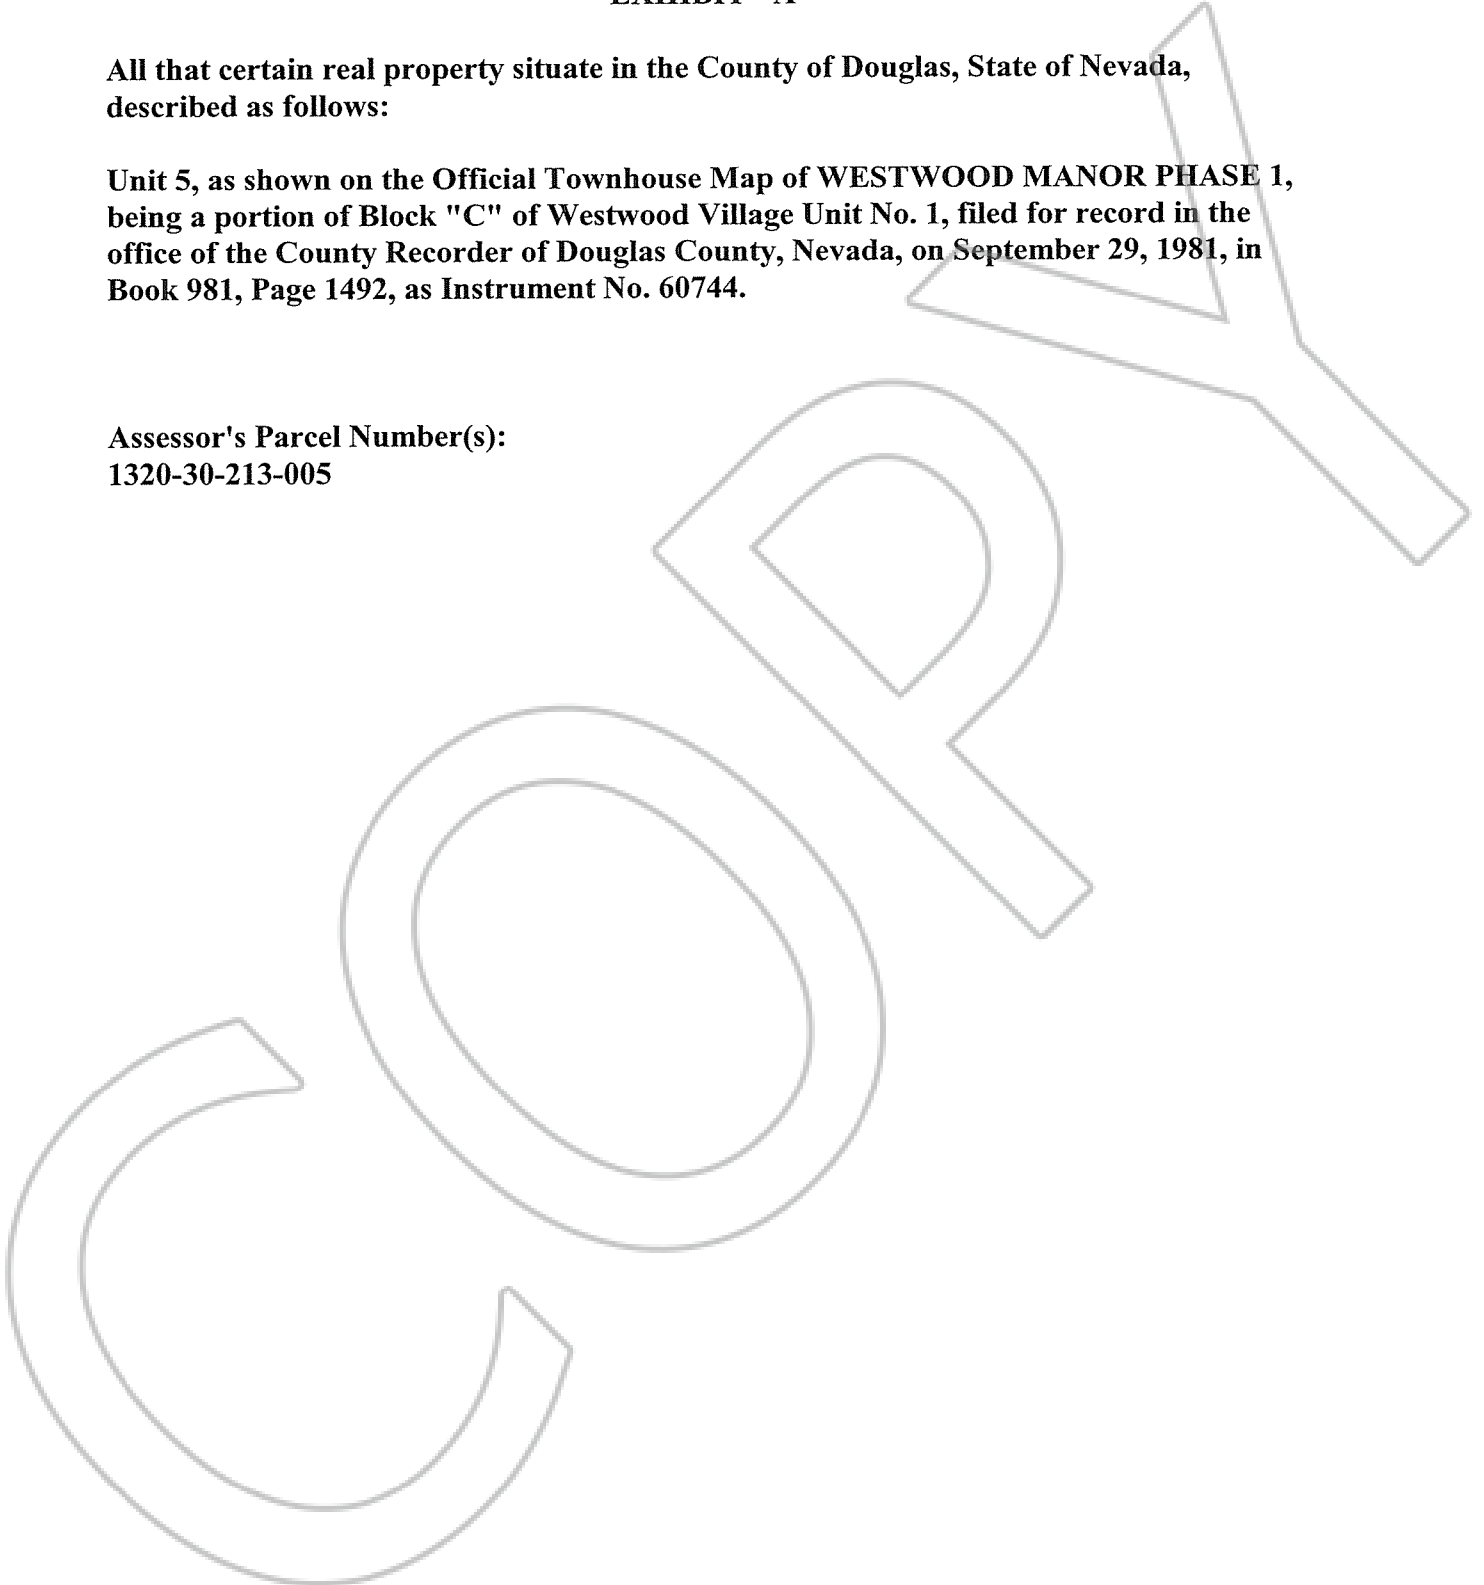 EXHIBIT "A"
All that certain real property situate in the County of Douglas, State of Nevada,
described as follows:
Unit 5, as shown on the Official Townhouse Map of WESTWOOD MANOR PHASE 1,
being a portion of Block "C" of Westwood Village Unit No. 1, filed for record in the
office of the County Recorder of Douglas County, Nevada, on September 29, 1981, in
Book 981, Page 1492, as Instrument No. 60744.
Assessor's Parcel Number(s):
1320-30-213-005
COPY